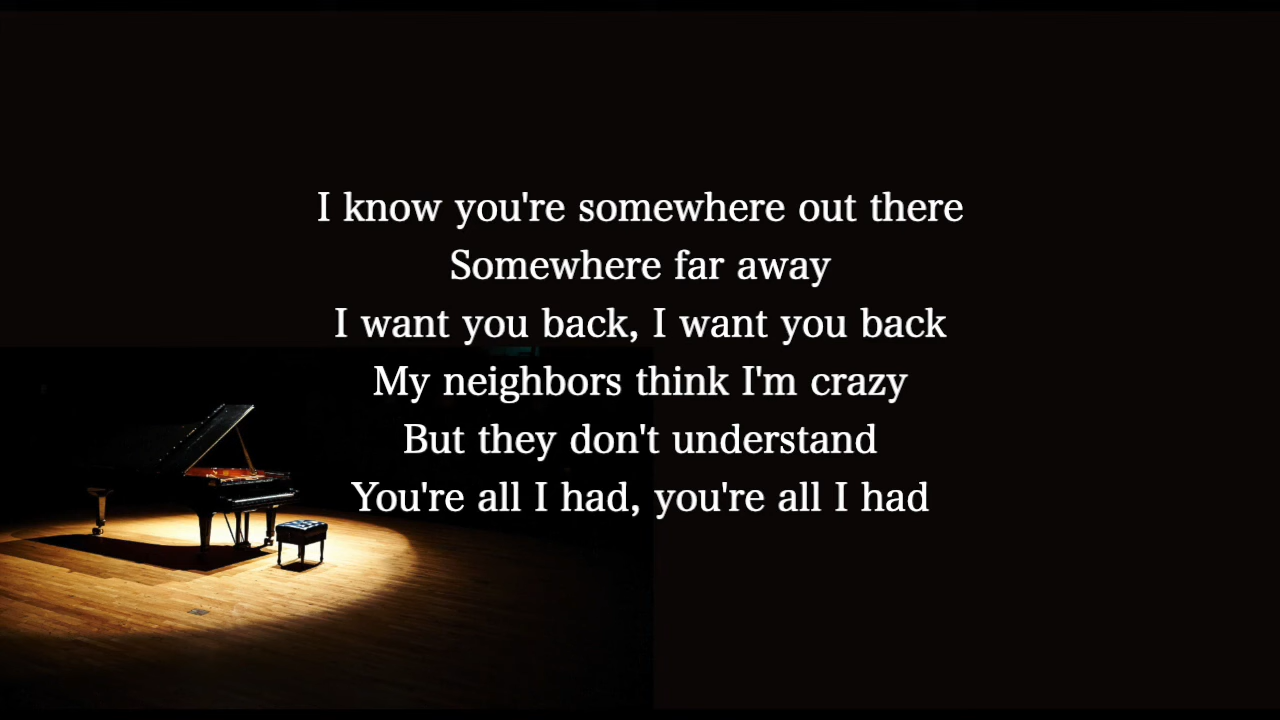 I know you're somewhere out there
Somewhere far away
I want you back, I want you back
My neighbors think I'm crazy
But they don't understand
You're all I had, you're all I had